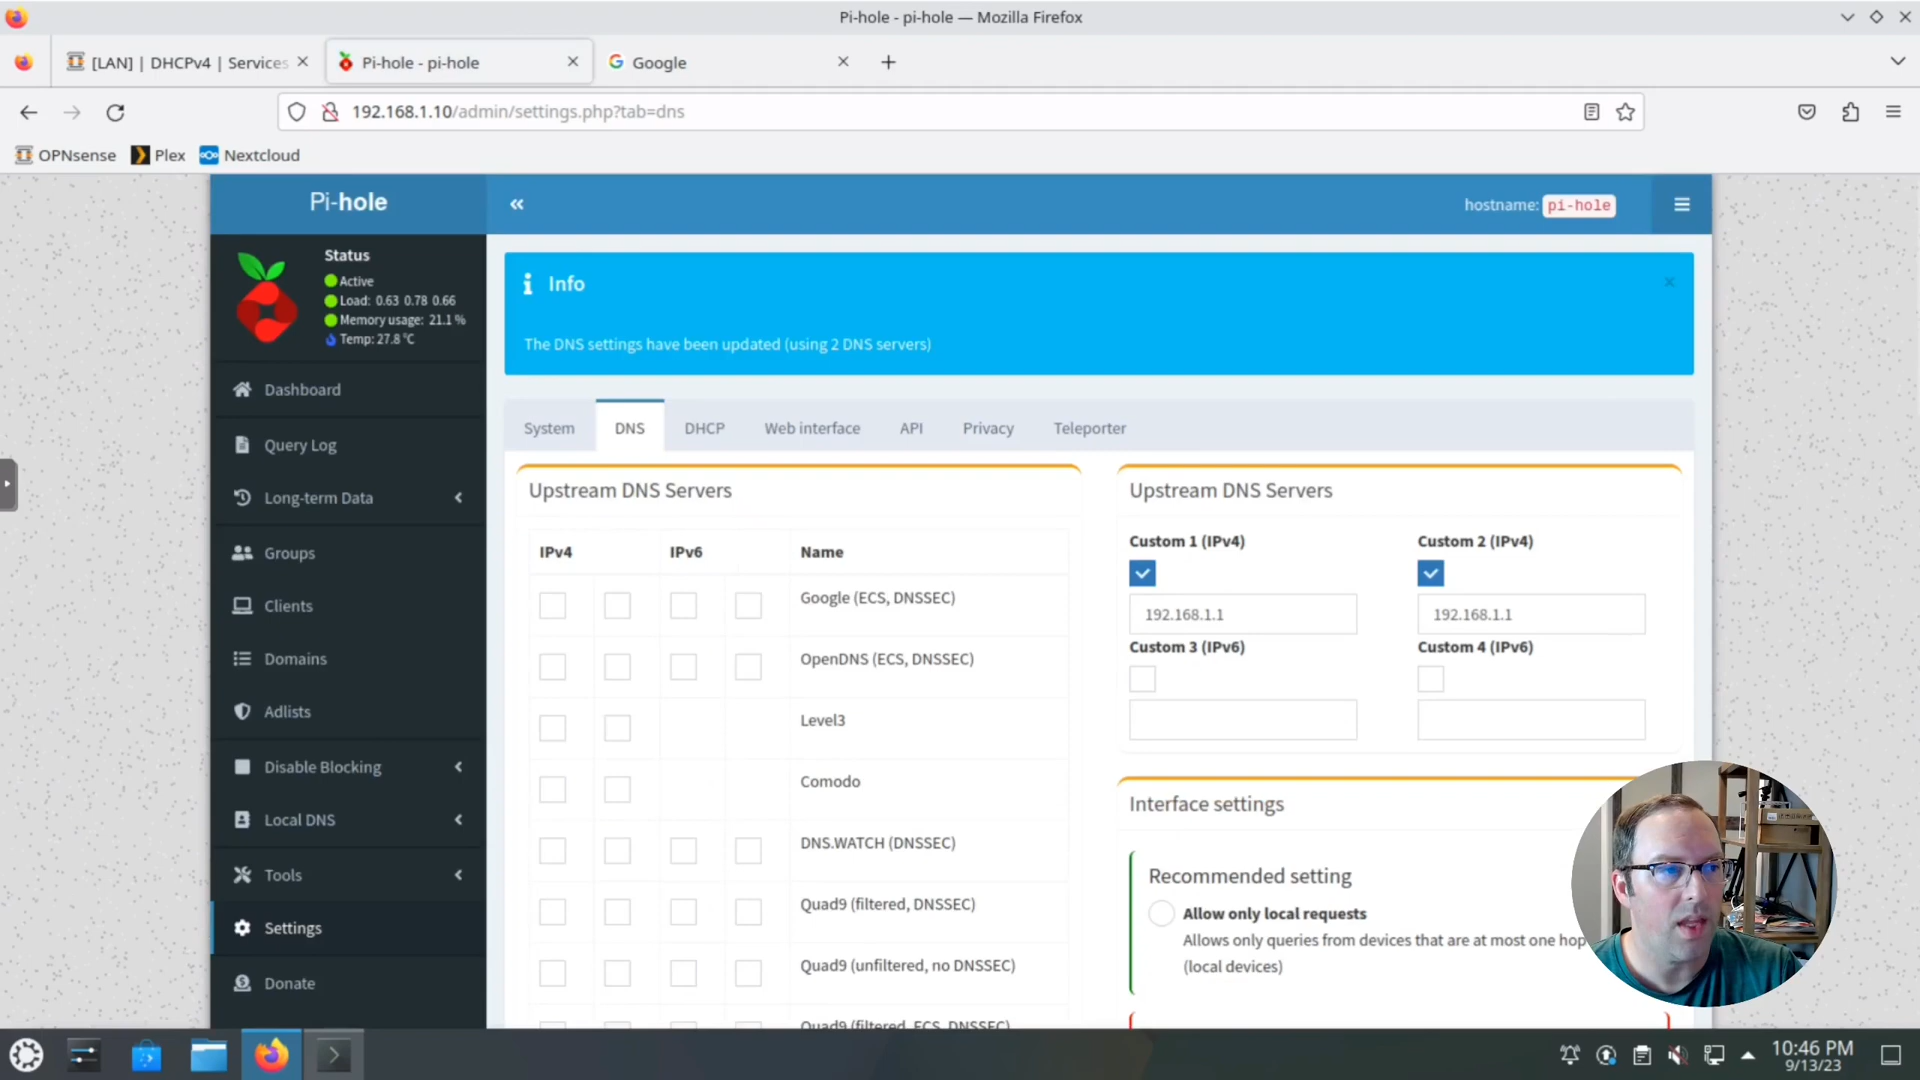 Pi-hole - pi-hole — Mozilla Firefox
[LAN] | DHCPv4 | Services
Pi-hole - pi-hole
Google
192.168.1.10/admin/settings.php?tab=dns
OPNsense
Plex
Nextcloud
Pi-hole
hostname: pi-hole
Status
Active
Load: 0.63 0.78 0.66
Memory usage: 21.1 %
Temp: 27.8 °C
Dashboard
Query Log
Long-term Data
Groups
Clients
Domains
Adlists
Disable Blocking
Local DNS
Tools
Settings
Donate
Info
The DNS settings have been updated (using 2 DNS servers)
System
DNS
DHCP
Web interface
API
Privacy
Teleporter
Upstream DNS Servers
IPv4
IPv6
Name
Google (ECS, DNSSEC)
OpenDNS (ECS, DNSSEC)
Level3
Comodo
DNS.WATCH (DNSSEC)
Quad9 (filtered, DNSSEC)
Quad9 (unfiltered, no DNSSEC)
Quad9 (filtered, ECS, DNSSEC)
Upstream DNS Servers
Custom 1 (IPv4)
Custom 2 (IPv4)
192.168.1.1
192.168.1.1
Custom 3 (IPv6)
Custom 4 (IPv6)
Interface settings
Recommended setting
Allow only local requests
Allows only queries from devices that are at most one hop
(local devices)
10:46 PM
9/13/23